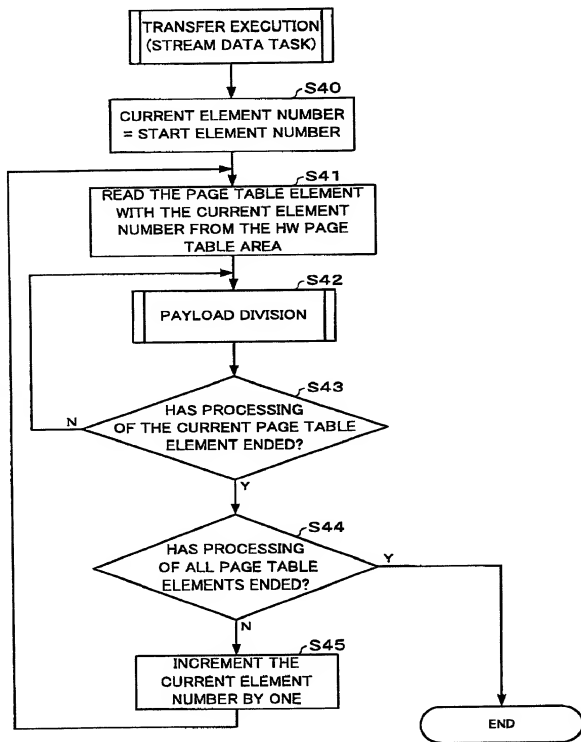 TRANSFER EXECUTION
(STREAM DATA TASK)
S40
CURRENT ELEMENT NUMBER
= START ELEMENT NUMBER
S41
READ THE PAGE TABLE ELEMENT
WITH THE CURRENT ELEMENT
NUMBER FROM THE HW PAGE
TABLE AREA
S42
PAYLOAD DIVISION
S43
HAS PROCESSING
OF THE CURRENT PAGE TABLE
ELEMENT ENDED?
N
Y
S44
HAS PROCESSING
OF ALL PAGE TABLE
ELEMENTS ENDED?
Y
N
S45
INCREMENT THE
CURRENT ELEMENT
NUMBER BY ONE
END